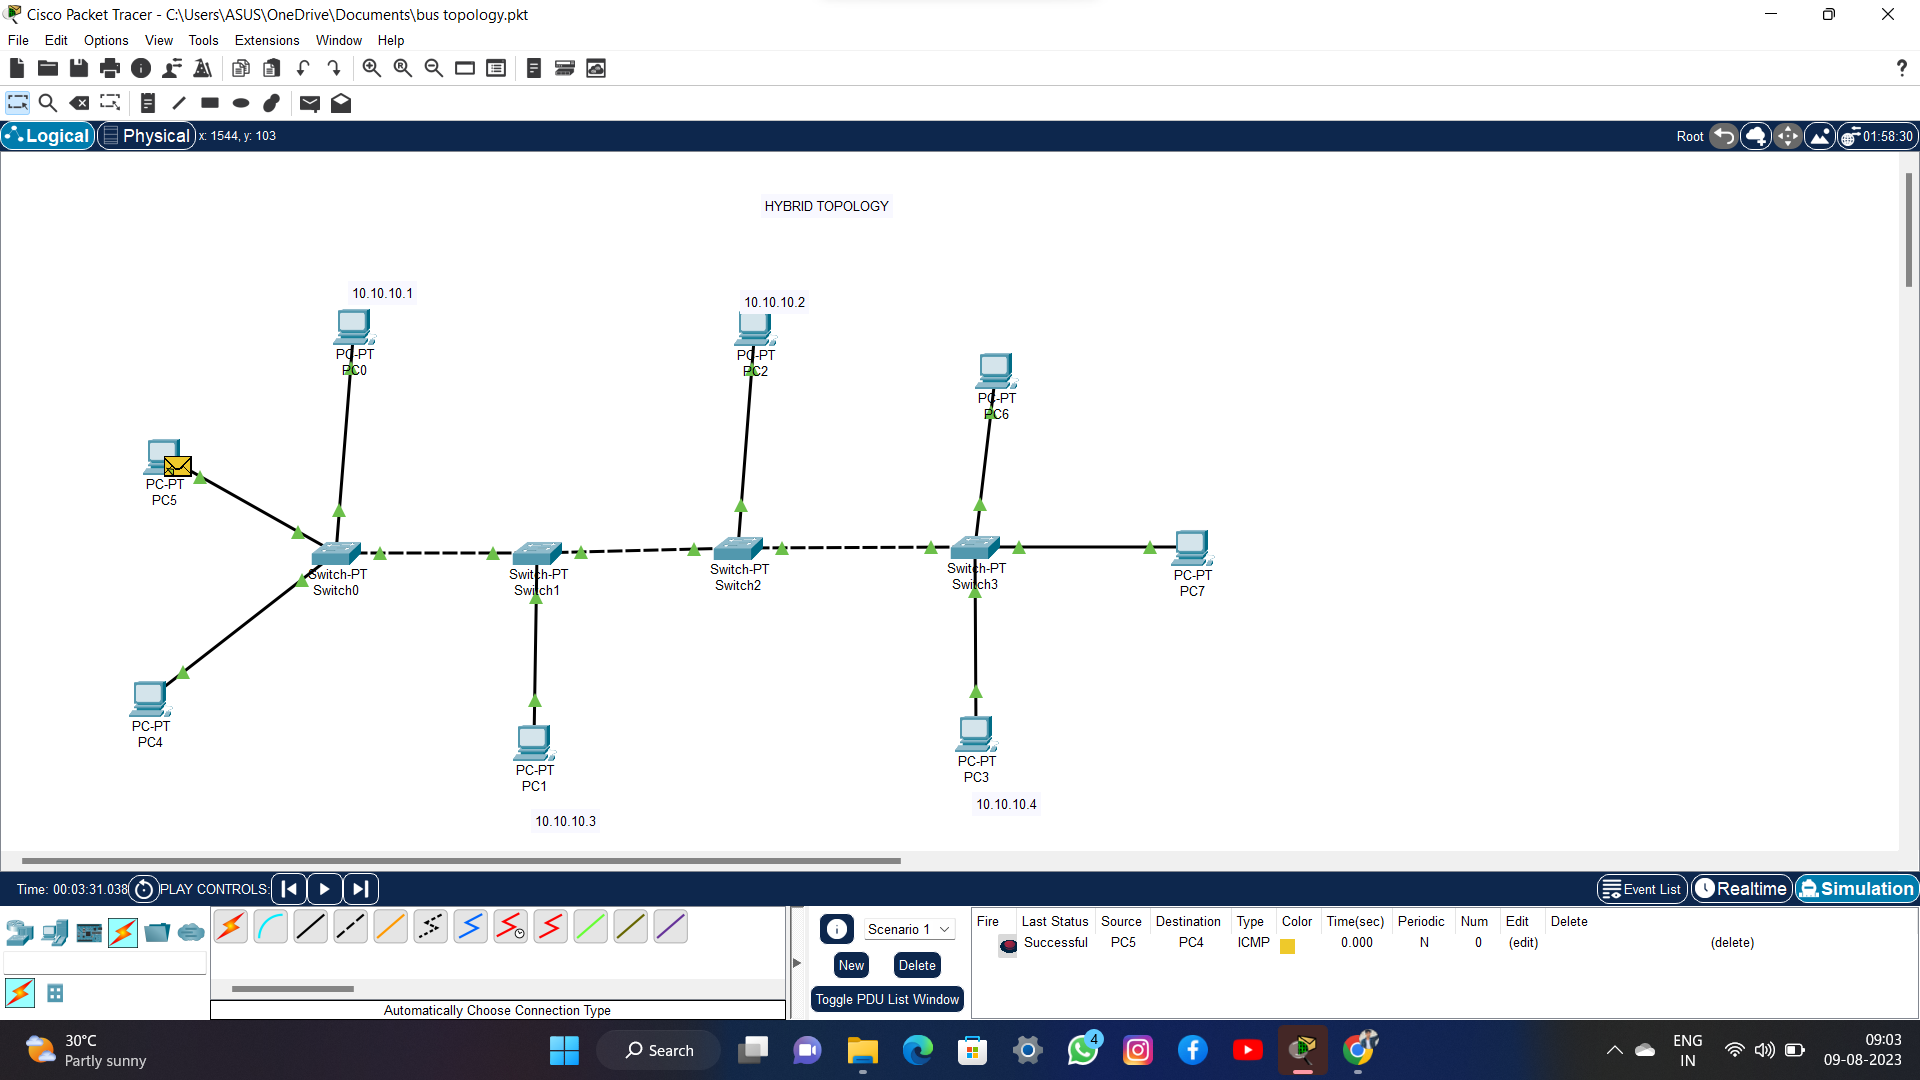 Cisco Packet Tracer - C:\Users\ASUS\OneDrive\Documents\bus topology.pkt
File Edit Options View Tools Extensions Window Help
?
Logical Physical x: 1544, y: 103 Root 01:58:30
HYBRID TOPOLOGY
10.10.10.1
10.10.10.2
PC-PT
PC0
PC-PT
PC2
PC-PT
PC6
PC-PT
PC5
Switch-PT
Switch0
Switch-PT
Switch1
Switch-PT
Switch2
Switch-PT
Switch3
PC-PT
PC7
PC-PT
PC4
PC-PT
PC1
PC-PT
PC3
10.10.10.4
10.10.10.3
Time: 00:03:31.038 PLAY CONTROLS: Event List Realtime Simulation
Scenario 1
New Delete
Toggle PDU List Window
Fire Last Status Source Destination Type Color Time(sec) Periodic Num Edit Delete
Successful PC5 PC4 ICMP 0.000 N 0 (edit) (delete)
Automatically Choose Connection Type
30°C
Partly sunny
Search
4
ENG
IN
09:03
09-08-2023